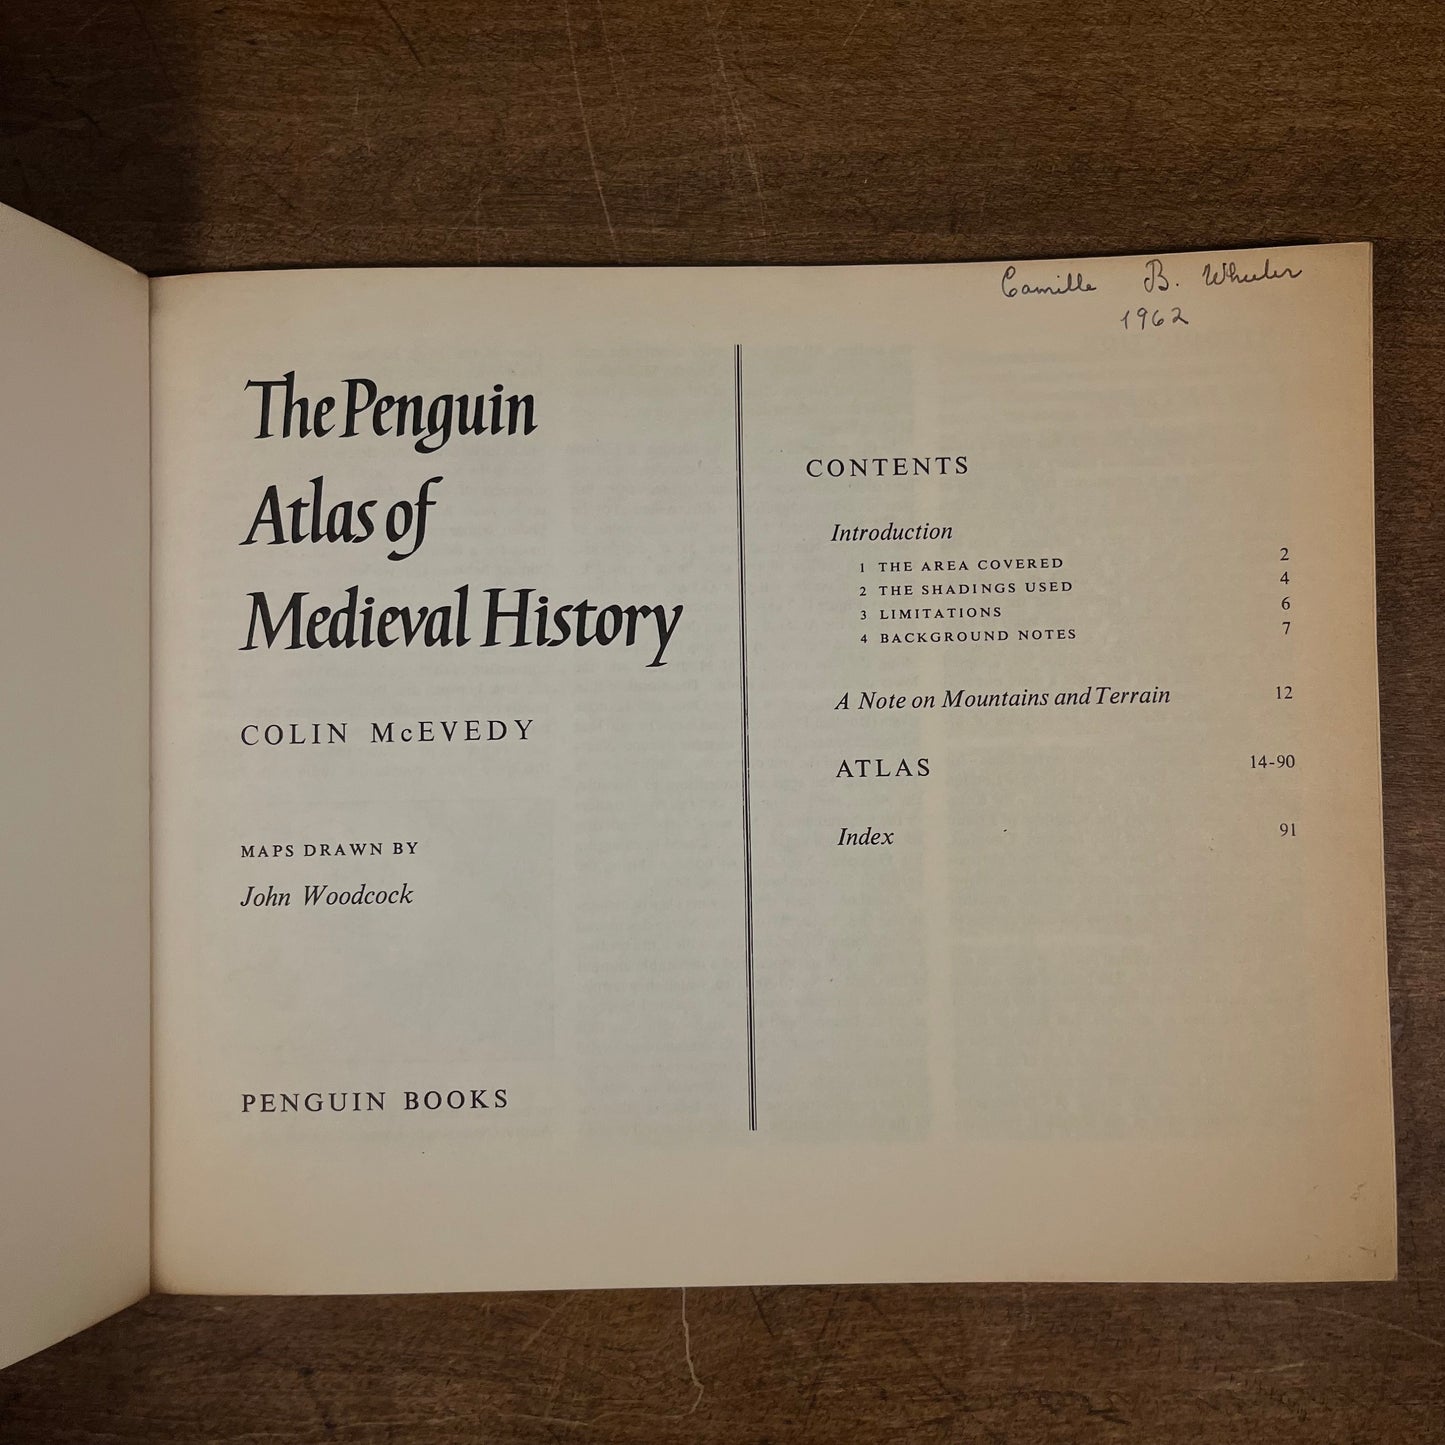 Camille B. Wheeler
1962
The Penguin
Atlas of
Medieval History
COLIN McEVEDY
MAPS DRAWN BY
John Woodcock
PENGUIN BOOKS
CONTENTS
Introduction
1 THE AREA COVERED 2
2 THE SHADINGS USED 4
3 LIMITATIONS 6
4 BACKGROUND NOTES 7
A Note on Mountains and Terrain 12
ATLAS 14-90
Index 91